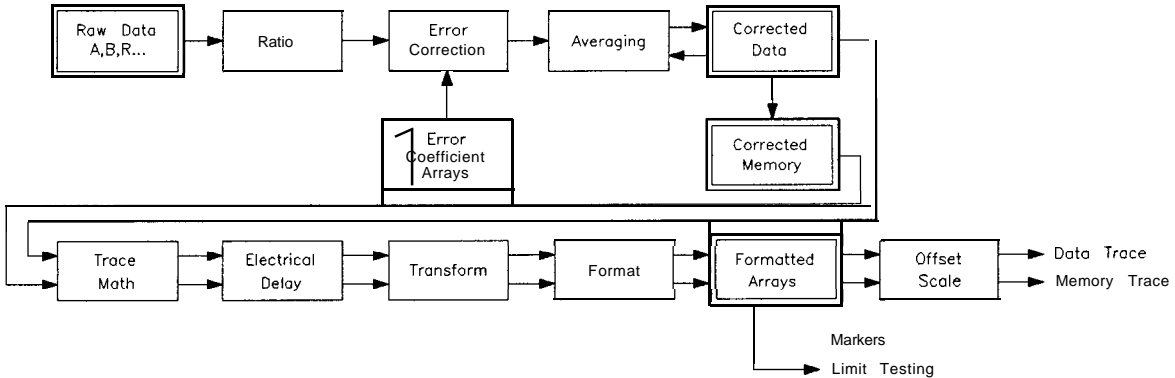 Raw Data
A,B,R...
Ratio
Error
Correction
Averaging
Corrected
Data
Error
Coefficient
Arrays
Corrected
Memory
Trace
Math
Electrical
Delay
Transform
Format
Formatted
Arrays
Offset
Scale
Data Trace
Memory Trace
Markers
Limit Testing